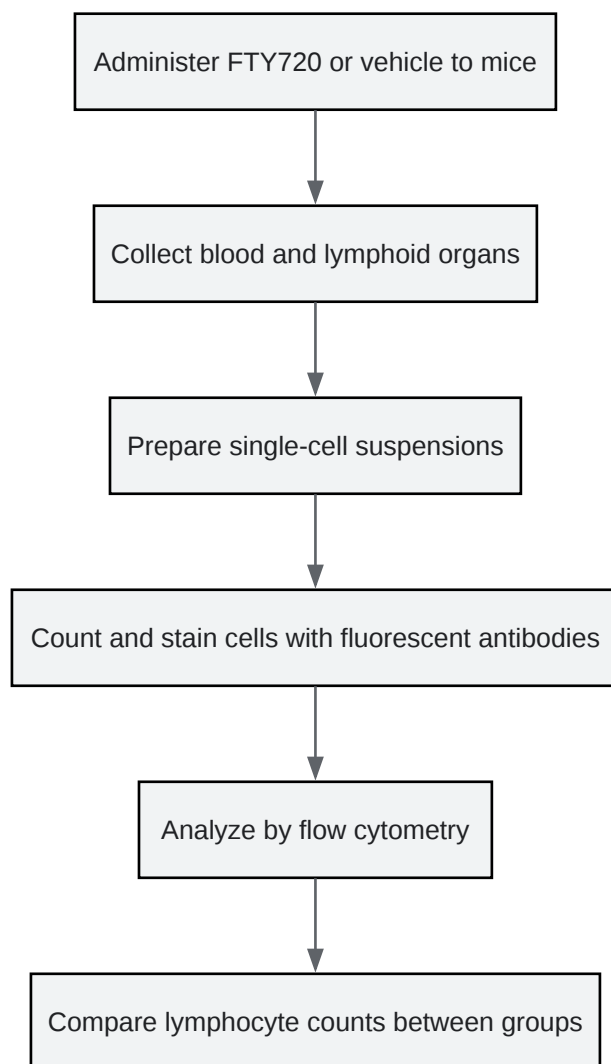 Administer FTY720 or vehicle to mice
Collect blood and lymphoid organs
Prepare single-cell suspensions
Count and stain cells with fluorescent antibodies
Analyze by flow cytometry
Compare lymphocyte counts between groups